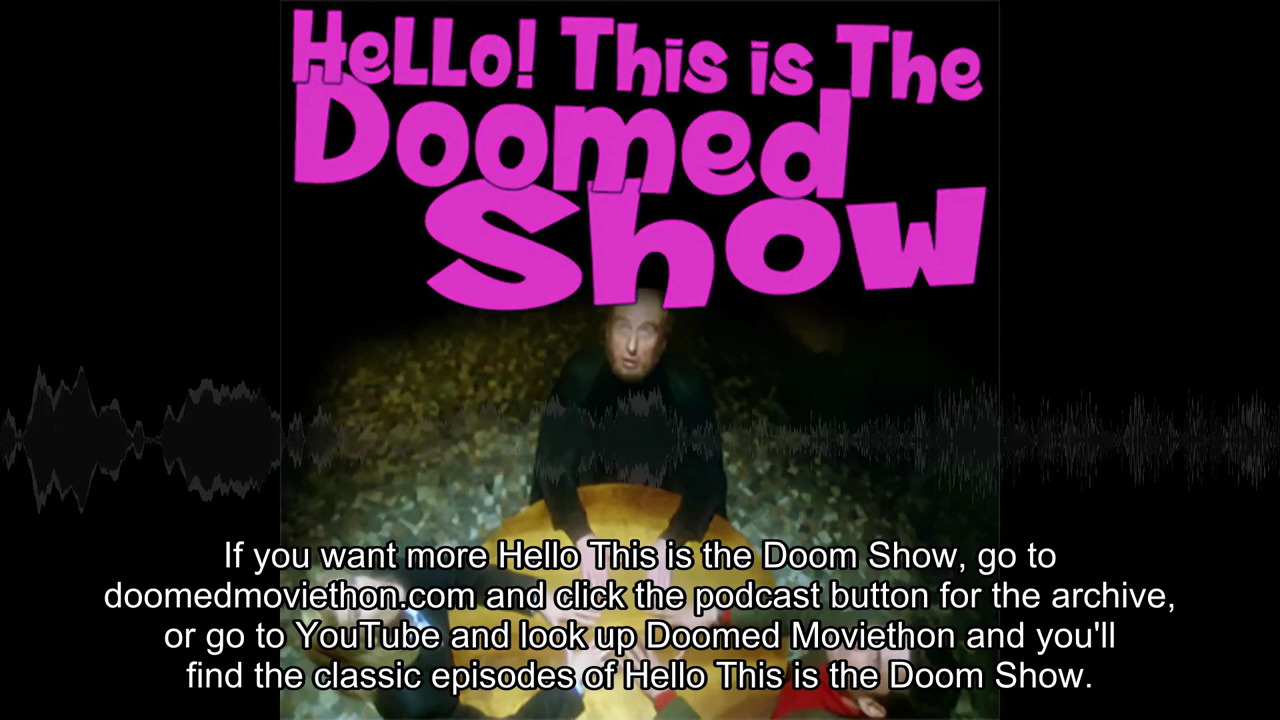 Hello! This is The
Doomed
Show
If you want more Hello This is the Doom Show, go to
doomedmoviethon.com and click the podcast button for the archive,
or go to YouTube and look up Doomed Moviethon and you'll
find the classic episodes of Hello This is the Doom Show.